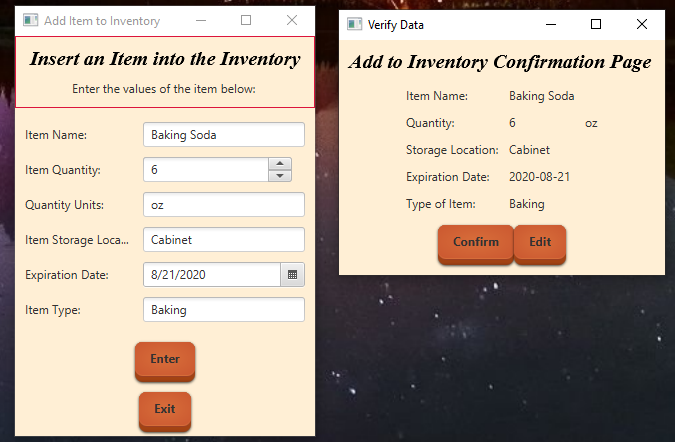 Add Item to Inventory
Insert an Item into the Inventory
Enter the values of the item below:
Item Name: Baking Soda
Item Quantity: 6
Quantity Units: oz
Item Storage Loca... Cabinet
Expiration Date: 8/21/2020
Item Type: Baking
Enter
Exit
Verify Data
Add to Inventory Confirmation Page
Item Name: Baking Soda
Quantity: 6 oz
Storage Location: Cabinet
Expiration Date: 2020-08-21
Type of Item: Baking
Confirm Edit